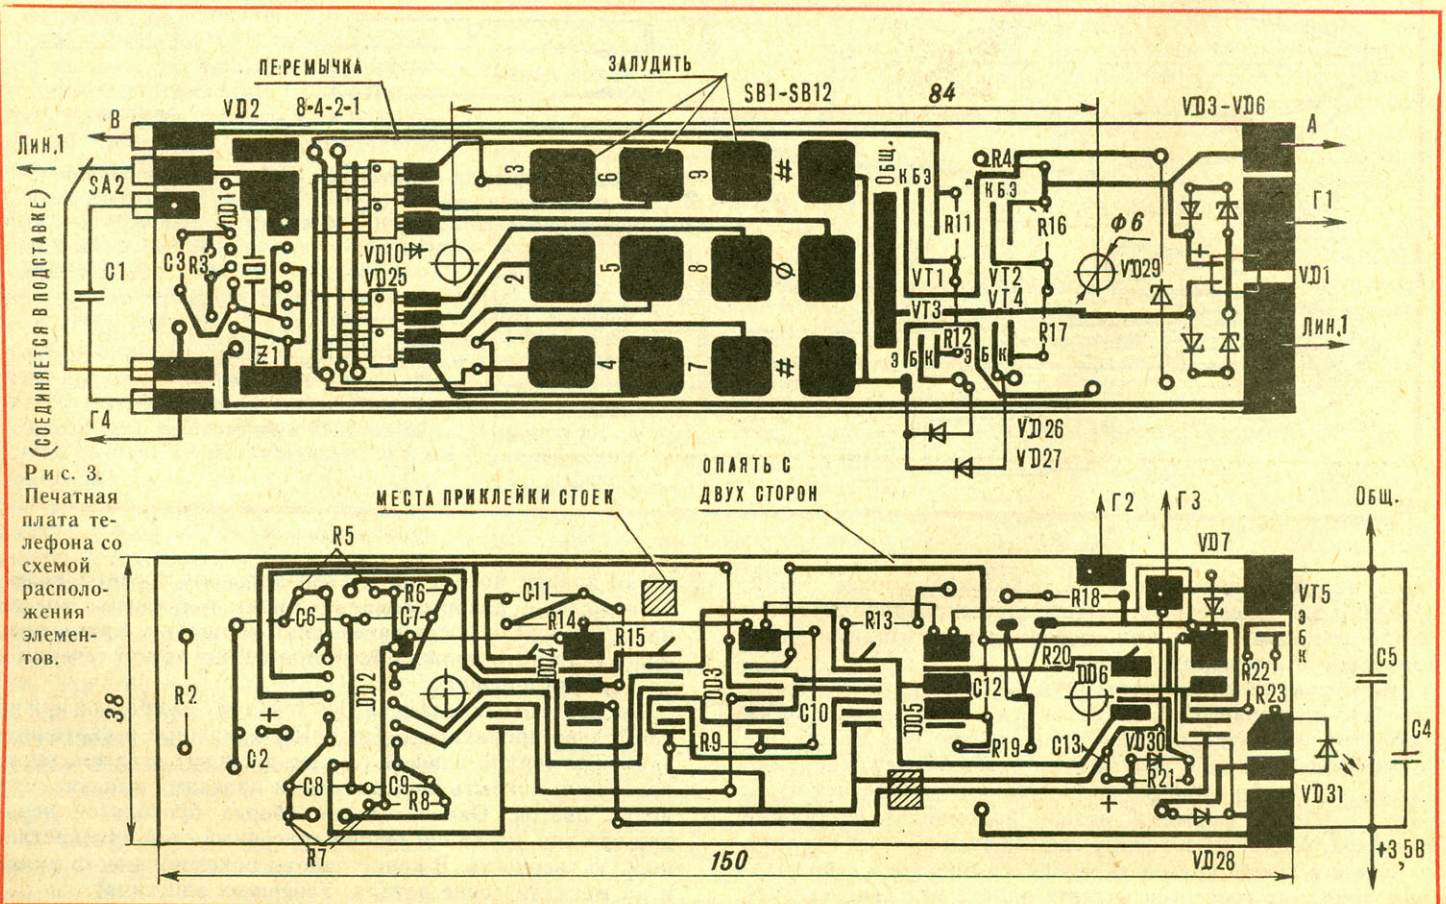 ПЕРЕМЫЧКА
ЗАЛУДИТЬ
SB1-SB12
84
VD3-VD6
В
VD2
8-4-2-1
А
Лин,1
SA2
DD1
C3
R3
C1
Z1
Г4
(СОЕДИНЯЕТСЯ В ПОДСТАВКЕ)
VD10
VD25
3
6
9
#
2
5
8
0
1
4
7
#
ОБЩ.
К Б Э
R4
К Б Э
R11
R16
VT1
VT2
VT3
VT4
R12
R17
Э Б К
Э Б К
Ф6
VD29
+
Г1
VD1
Лин,1
VD26
VD27
Рис. 3.
Печатная
плата те-
лефона со
схемой
располо-
жения
элемен-
тов.
МЕСТА ПРИКЛЕЙКИ СТОЕК
ОПАЯТЬ С
ДВУХ СТОРОН
Г2
Г3
VD7
ОБЩ.
38
R5
R6
C6
C7
R2
C2
+
DD2
C8
C9
R8
R7
C11
R14
R15
DD4
DD3
R9
C10
R13
DD5
C12
R19
R18
R20
DD6
C13
VD30
R21
+
VT5
Э
Б
К
R22
R23
C5
C4
VD31
VD28
+3,5В
150